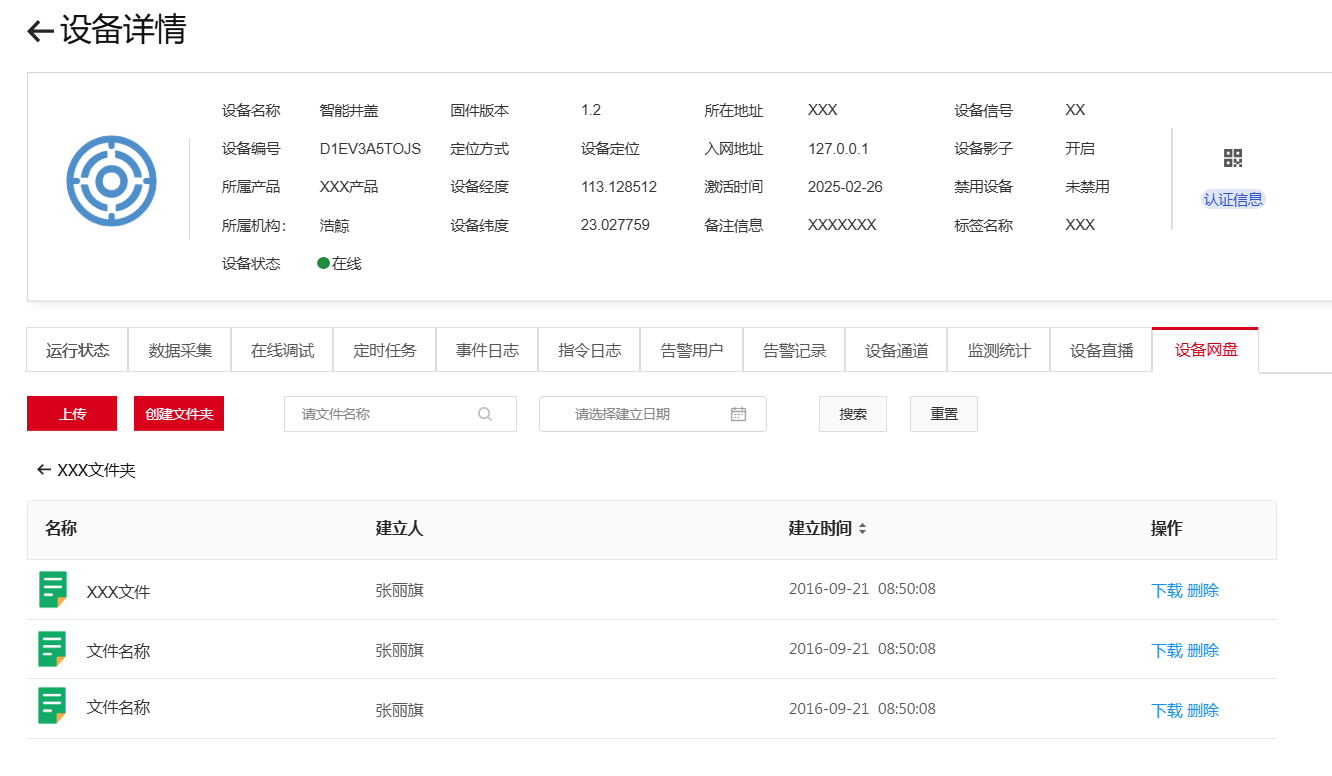 设备详情
设备名称 智能井盖 固件版本 1.2 所在地址 XXX 设备信号 XX
设备编号 D1EV3A5TOJS 定位方式 设备定位 入网地址 127.0.0.1 设备影子 开启
所属产品 XXX产品 设备经度 113.128512 激活时间 2025-02-26 禁用设备 未禁用
认证信息
所属机构: 浩鲸 设备纬度 23.027759 备注信息 XXXXXXX 标签名称 XXX
设备状态 在线
运行状态 数据采集 在线调试 定时任务 事件日志 指令日志 告警用户 告警记录 设备通道 监测统计 设备直播 设备网盘
上传 创建文件夹 请文件名称 请选择建立日期 搜索 重置
XXX文件夹
名称 建立人 建立时间 操作
XXX文件 张丽旗 2016-09-21 08:50:08 下载 删除
文件名称 张丽旗 2016-09-21 08:50:08 下载 删除
文件名称 张丽旗 2016-09-21 08:50:08 下载 删除